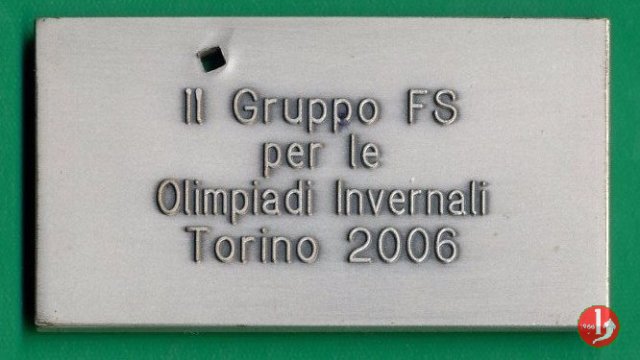 Il Gruppo FS
per le
Olimpiadi Invernali
Torino 2006